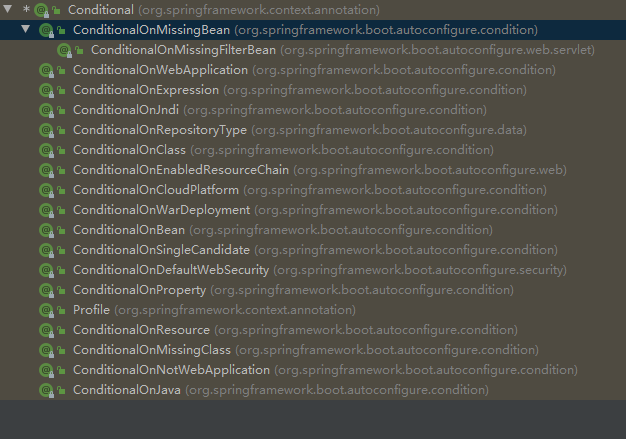 Conditional (org.springframework.context.annotation)
ConditionalOnMissingBean (org.springframework.boot.autoconfigure.condition)
ConditionalOnMissingFilterBean (org.springframework.boot.autoconfigure.web.servlet)
ConditionalOnWebApplication (org.springframework.boot.autoconfigure.condition)
ConditionalOnExpression (org.springframework.boot.autoconfigure.condition)
ConditionalOnJndi (org.springframework.boot.autoconfigure.condition)
ConditionalOnRepositoryType (org.springframework.boot.autoconfigure.data)
ConditionalOnClass (org.springframework.boot.autoconfigure.condition)
ConditionalOnEnabledResourceChain (org.springframework.boot.autoconfigure.web)
ConditionalOnCloudPlatform (org.springframework.boot.autoconfigure.condition)
ConditionalOnWarDeployment (org.springframework.boot.autoconfigure.condition)
ConditionalOnBean (org.springframework.boot.autoconfigure.condition)
ConditionalOnSingleCandidate (org.springframework.boot.autoconfigure.condition)
ConditionalOnDefaultWebSecurity (org.springframework.boot.autoconfigure.security)
ConditionalOnProperty (org.springframework.boot.autoconfigure.condition)
Profile (org.springframework.context.annotation)
ConditionalOnResource (org.springframework.boot.autoconfigure.condition)
ConditionalOnMissingClass (org.springframework.boot.autoconfigure.condition)
ConditionalOnNotWebApplication (org.springframework.boot.autoconfigure.condition)
ConditionalOnJava (org.springframework.boot.autoconfigure.condition)